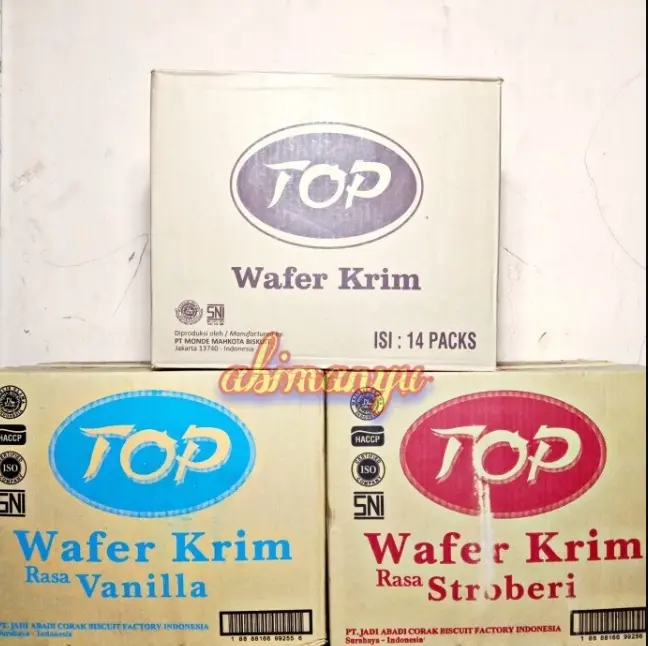 TOP
Wafer Krim
SNI
Diproduksi oleh / Manufactured by
PT MONDE MAHKOTA BISKUIT
Jakarta 13740 - Indonesia
ISI : 14 PACKS
abimanyu
TOP
HACCP
ISO
SNI
Wafer Krim
Rasa Vanilla
PT. JADI ABADI CORAK BISCUIT FACTORY INDONESIA
Surabaya - Indonesia
TOP
HACCP
ISO
SNI
Wafer Krim
Rasa Stroberi
PT. JADI ABADI CORAK BISCUIT FACTORY INDONESIA
Surabaya - Indonesia